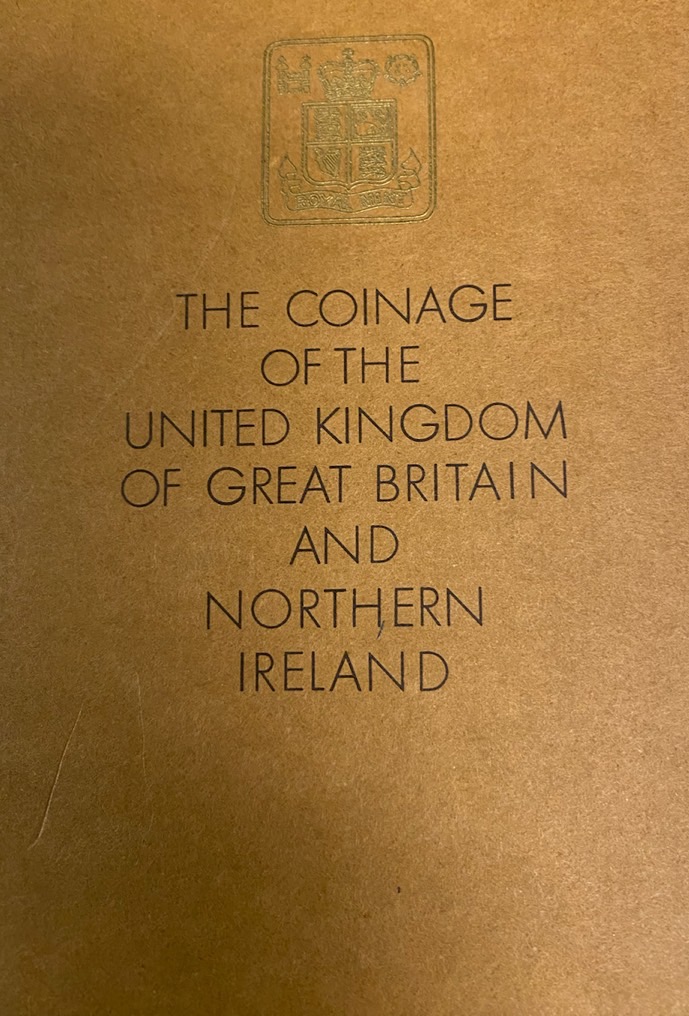 THE COINAGE
OF THE
UNITED KINGDOM
OF GREAT BRITAIN
AND
NORTHERN
IRELAND